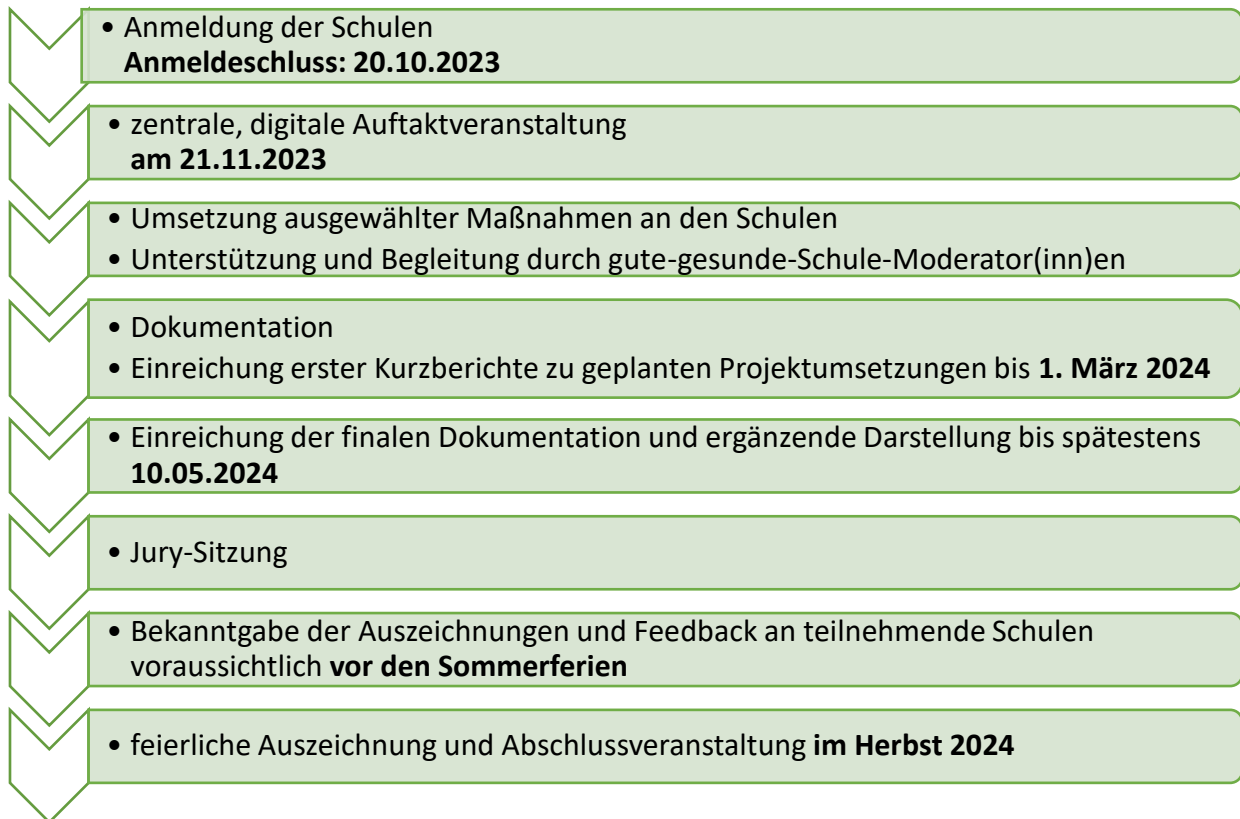 • Anmeldung der Schulen
Anmeldeschluss: 20.10.2023
• zentrale, digitale Auftaktveranstaltung
am 21.11.2023
• Umsetzung ausgewählter Maßnahmen an den Schulen
• Unterstützung und Begleitung durch gute-gesunde-Schule-Moderator(inn)en
• Dokumentation
• Einreichung erster Kurzberichte zu geplanten Projektumsetzungen bis 1. März 2024
• Einreichung der finalen Dokumentation und ergänzende Darstellung bis spätestens
10.05.2024
• Jury-Sitzung
• Bekanntgabe der Auszeichnungen und Feedback an teilnehmende Schulen
voraussichtlich vor den Sommerferien
• feierliche Auszeichnung und Abschlussveranstaltung im Herbst 2024